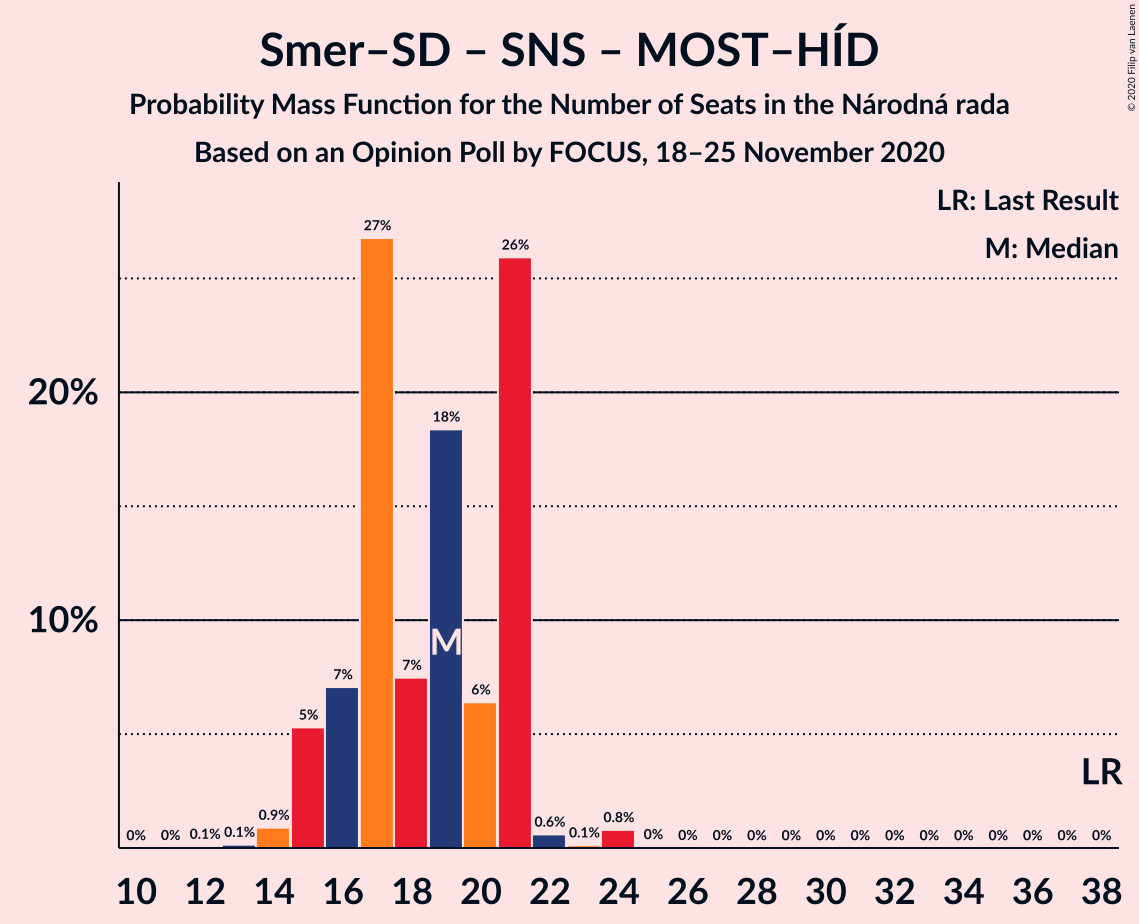 Smer–SD – SNS – MOST–HÍD
Probability Mass Function for the Number of Seats in the Národná rada
Based on an Opinion Poll by FOCUS, 18–25 November 2020
© 2020 Filip van Laenen
LR: Last Result
M: Median
20%
10%
0% 0% 0.1% 0.1% 0.9% 5% 7% 27% 7% 18% 6% 26% 0.6% 0.1% 0.8% 0% 0% 0% 0% 0% 0% 0% 0% 0% 0% 0% 0% 0% 0%
M
LR
10 12 14 16 18 20 22 24 26 28 30 32 34 36 38